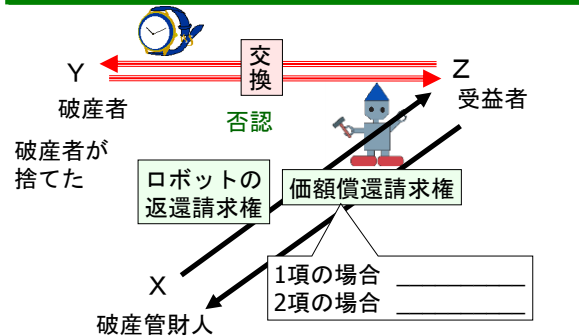 交
換
Y
Z
破産者
受益者
否認
破産者が
捨てた
ロボットの
返還請求権
価額償還請求権
1項の場合 __________
2項の場合 __________
X
破産管財人